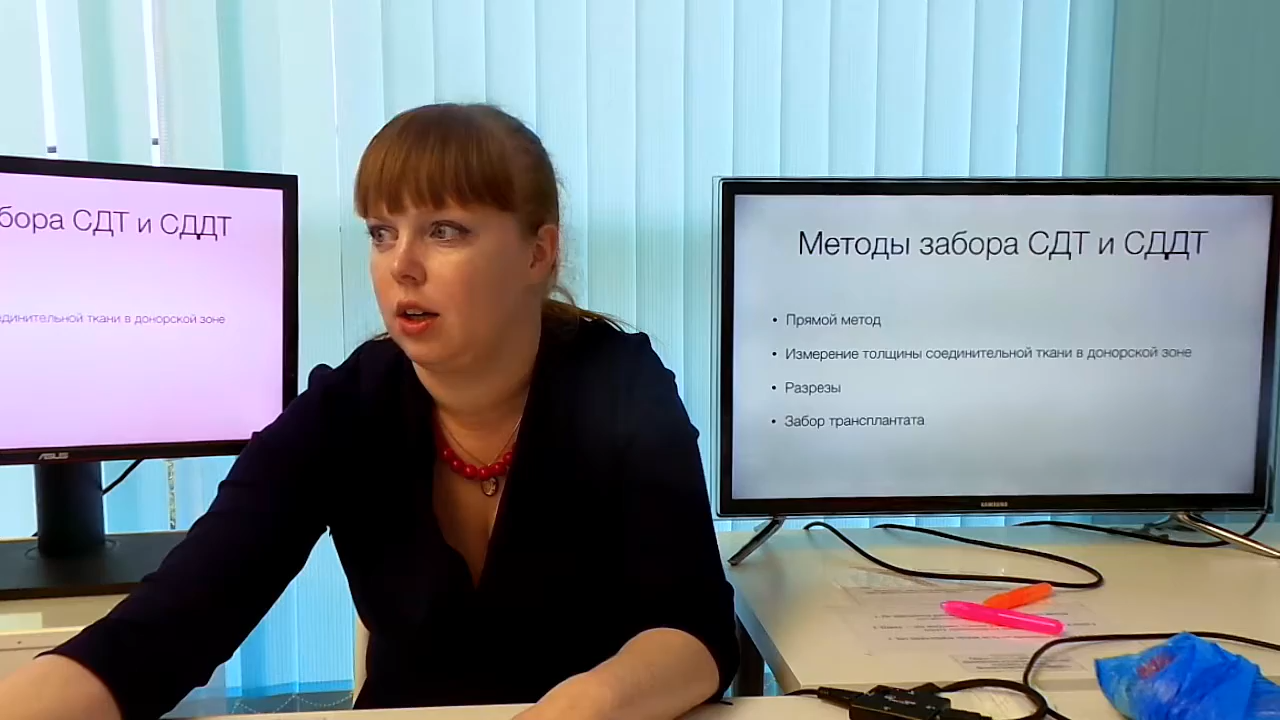 бора СДТ и СДДТ
единительной ткани в донорской зоне
ASUS
Методы забора СДТ и СДДТ
• Прямой метод
• Измерение толщины соединительной ткани в донорской зоне
• Разрезы
• Забор трансплантата
SAMSUNG